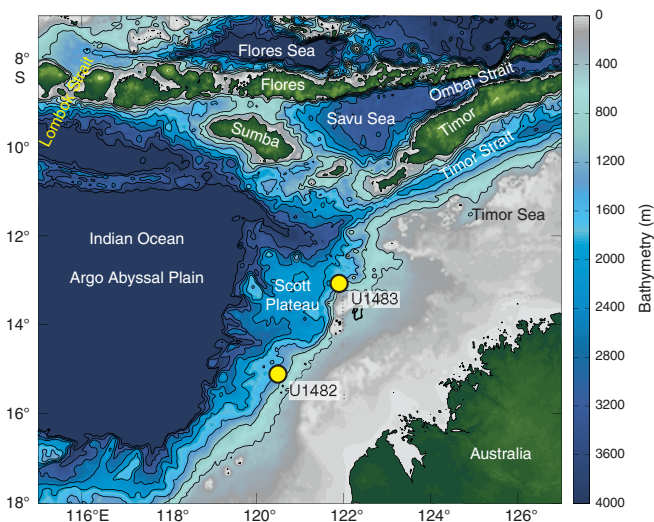 8°
S
10°
12°
14°
16°
18°
116°E
118°
120°
122°
124°
126°
Lombok Strait
Flores Sea
Flores
Ombai Strait
Savu Sea
Sumba
Timor
Timor Strait
Timor Sea
Indian Ocean
Argo Abyssal Plain
Scott
Plateau
U1483
U1482
Australia
0
400
800
1200
1600
2000
2400
2800
3200
3600
4000
Bathymetry (m)